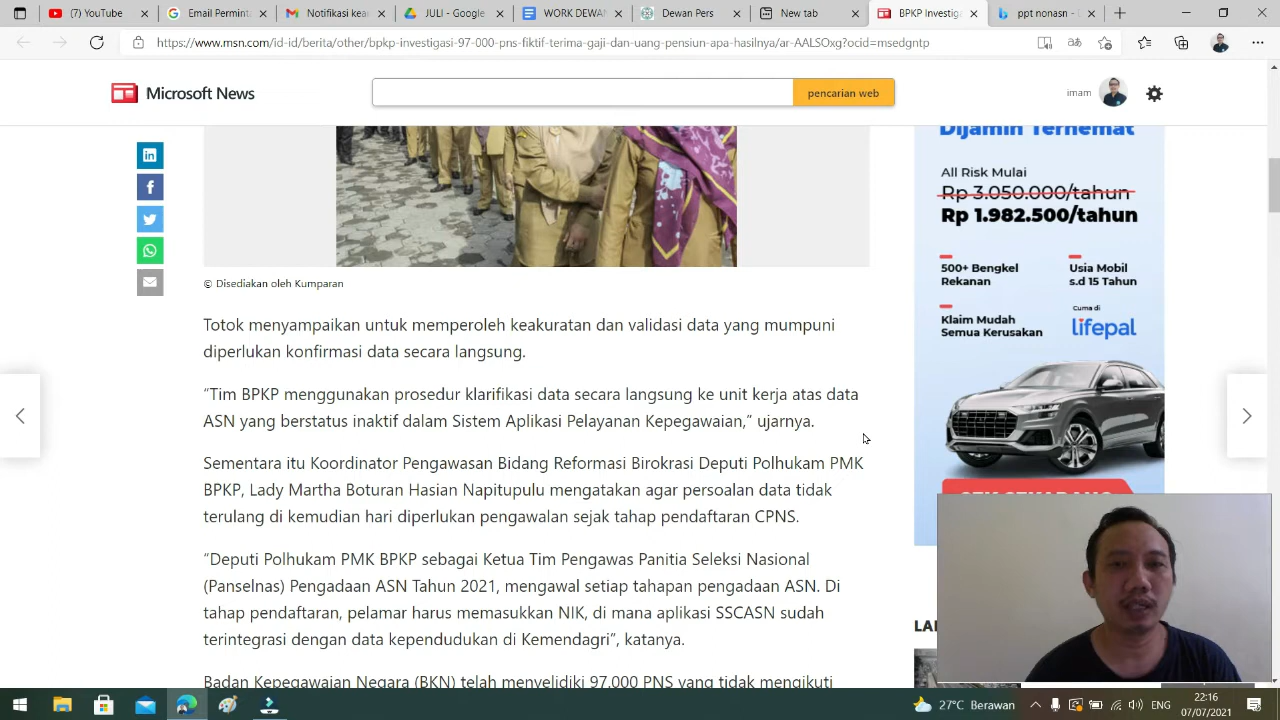 Email Peminta
Notifikasi kea
JULI - Google
WORK DEWAN
Dewan Pers
New tab
BPKP Investig
ppt nonasn -
https://www.msn.com/id-id/berita/other/bpkp-investigasi-97-000-pns-fiktif-terima-gaji-dan-uang-pensiun-apa-hasilnya/ar-AALSOxg?ocid=msedgntp
Microsoft News
pencarian web
imam
© Disediakan oleh Kumparan
Totok menyampaikan untuk memperoleh keakuratan dan validasi data yang mumpuni
diperlukan konfirmasi data secara langsung.
“Tim BPKP menggunakan prosedur klarifikasi data secara langsung ke unit kerja atas data
ASN yang berstatus inaktif dalam Sistem Aplikasi Pelayanan Kepegawaian,” ujarnya.
Sementara itu Koordinator Pengawasan Bidang Reformasi Birokrasi Deputi Polhukam PMK
BPKP, Lady Martha Boturan Hasian Napitupulu mengatakan agar persoalan data tidak
terulang di kemudian hari diperlukan pengawalan sejak tahap pendaftaran CPNS.
“Deputi Polhukam PMK BPKP sebagai Ketua Tim Pengawas Panitia Seleksi Nasional
(Panselnas) Pengadaan ASN Tahun 2021, mengawal setiap tahapan pengadaan ASN. Di
tahap pendaftaran, pelamar harus memasukkan NIK, di mana aplikasi SSCASN sudah
terintegrasi dengan data kependudukan di Kemendagri”, katanya.
Badan Kepegawaian Negara (BKN) telah menyelidiki 97.000 PNS yang tidak mengikuti
Dijamin Terhemat
All Risk Mulai
Rp 3.050.000/tahun
Rp 1.982.500/tahun
500+ Bengkel
Rekanan
Usia Mobil
s.d 15 Tahun
Klaim Mudah
Semua Kerusakan
Cuma di
lifepal
27°C Berawan
22:16
07/07/2021